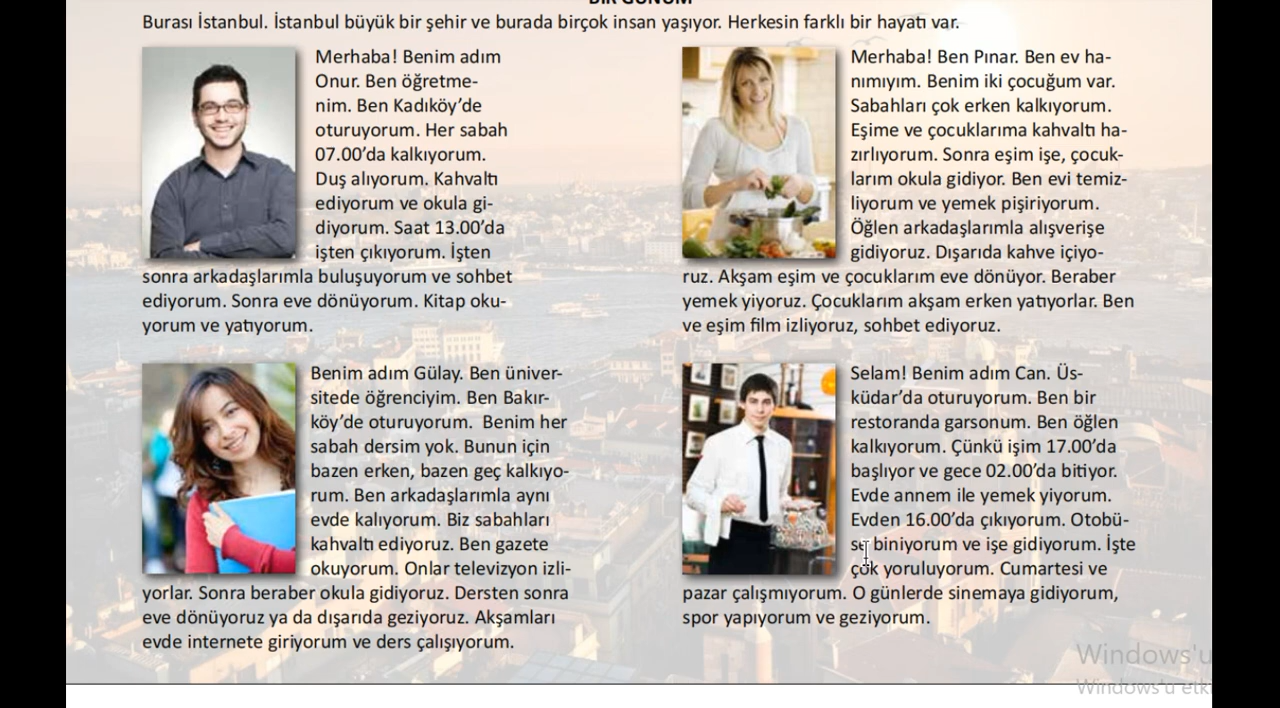 BİR GÜNÜM
Burası İstanbul. İstanbul büyük bir şehir ve burada birçok insan yaşıyor. Herkesin farklı bir hayatı var.
Merhaba! Benim adım
Onur. Ben öğretme-
nim. Ben Kadıköy’de
oturuyorum. Her sabah
07.00’da kalkıyorum.
Duş alıyorum. Kahvaltı
ediyorum ve okula gi-
diyorum. Saat 13.00’da
işten çıkıyorum. İşten
sonra arkadaşlarımla buluşuyorum ve sohbet
ediyorum. Sonra eve dönüyorum. Kitap oku-
yorum ve yatıyorum.
Merhaba! Ben Pınar. Ben ev ha-
nımıyım. Benim iki çocuğum var.
Sabahları çok erken kalkıyorum.
Eşime ve çocuklarıma kahvaltı ha-
zırlıyorum. Sonra eşim işe, çocuk-
larım okula gidiyor. Ben evi temiz-
liyorum ve yemek pişiriyorum.
Öğlen arkadaşlarımla alışverişe
gidiyoruz. Dışarıda kahve içiyo-
ruz. Akşam eşim ve çocuklarım eve dönüyor. Beraber
yemek yiyoruz. Çocuklarım akşam erken yatıyorlar. Ben
ve eşim film izliyoruz, sohbet ediyoruz.
Benim adım Gülay. Ben üniver-
sitede öğrenciyim. Ben Bakır-
köy’de oturuyorum. Benim her
sabah dersim yok. Bunun için
bazen erken, bazen geç kalkıyo-
rum. Ben arkadaşlarımla aynı
evde kalıyorum. Biz sabahları
kahvaltı ediyoruz. Ben gazete
okuyorum. Onlar televizyon izli-
yorlar. Sonra beraber okula gidiyoruz. Dersten sonra
eve dönüyoruz ya da dışarıda geziyoruz. Akşamları
evde internete giriyorum ve ders çalışıyorum.
Selam! Benim adım Can. Üs-
küdar’da oturuyorum. Ben bir
restoranda garsonum. Ben öğlen
kalkıyorum. Çünkü işim 17.00’da
başlıyor ve gece 02.00’da bitiyor.
Evde annem ile yemek yiyorum.
Evden 16.00’da çıkıyorum. Otobü-
se biniyorum ve işe gidiyorum. İşte
çok yoruluyorum. Cumartesi ve
pazar çalışmıyorum. O günlerde sinemaya gidiyorum,
spor yapıyorum ve geziyorum.
Windows'u
Windows'u etki